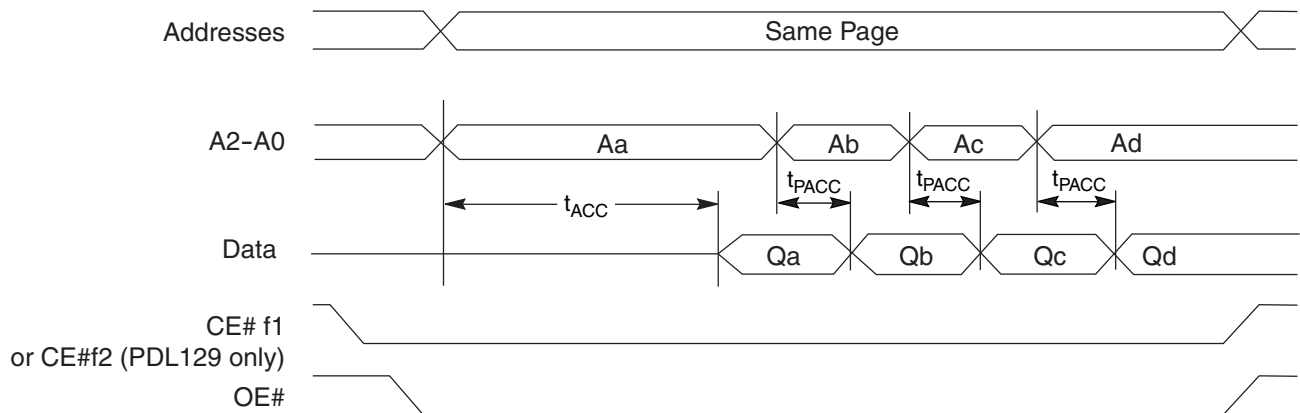 Addresses
Same Page
A2–A0
Aa
Ab
Ac
Ad
tACC
tPACC
tPACC
tPACC
Data
Qa
Qb
Qc
Qd
CE# f1
or CE#f2 (PDL129 only)
OE#